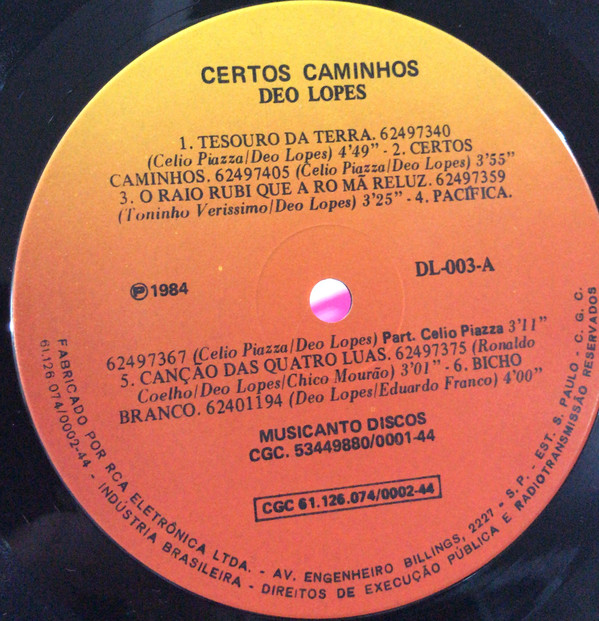 CERTOS CAMINHOS
DEO LOPES
1. TESOURO DA TERRA. 62497340
(Celio Piazza/Deo Lopes) 4'49" - 2. CERTOS
CAMINHOS. 62497405 (Celio Piazza/Deo Lopes) 3'55"
3. O RAIO RUBI QUE A RO MÃ RELUZ. 62497359
(Toninho Verissimo/Deo Lopes) 3'25" - 4. PACÍFICA.
DL-003-A
Ⓟ 1984
62497367 (Celio Piazza/Deo Lopes) Part. Celio Piazza 3'11"
5. CANÇÃO DAS QUATRO LUAS. 62497375 (Ronaldo
Coelho/Deo Lopes/Chico Mourão) 3'01" - 6. BICHO
BRANCO. 62401194 (Deo Lopes/Eduardo Franco) 4'00"
MUSICANTO DISCOS
CGC. 53449880/0001-44
CGC 61.126.074/0002-44
FABRICADO POR RCA ELETRÔNICA LTDA. - AV. ENGENHEIRO BILLINGS, 2227 - S. P. - EST. S. PAULO - C. G. C.
61.126.074/0002-44 - INDÚSTRIA BRASILEIRA - DIREITOS DE EXECUÇÃO PÚBLICA E RADIOTRANSMISSÃO RESERVADOS